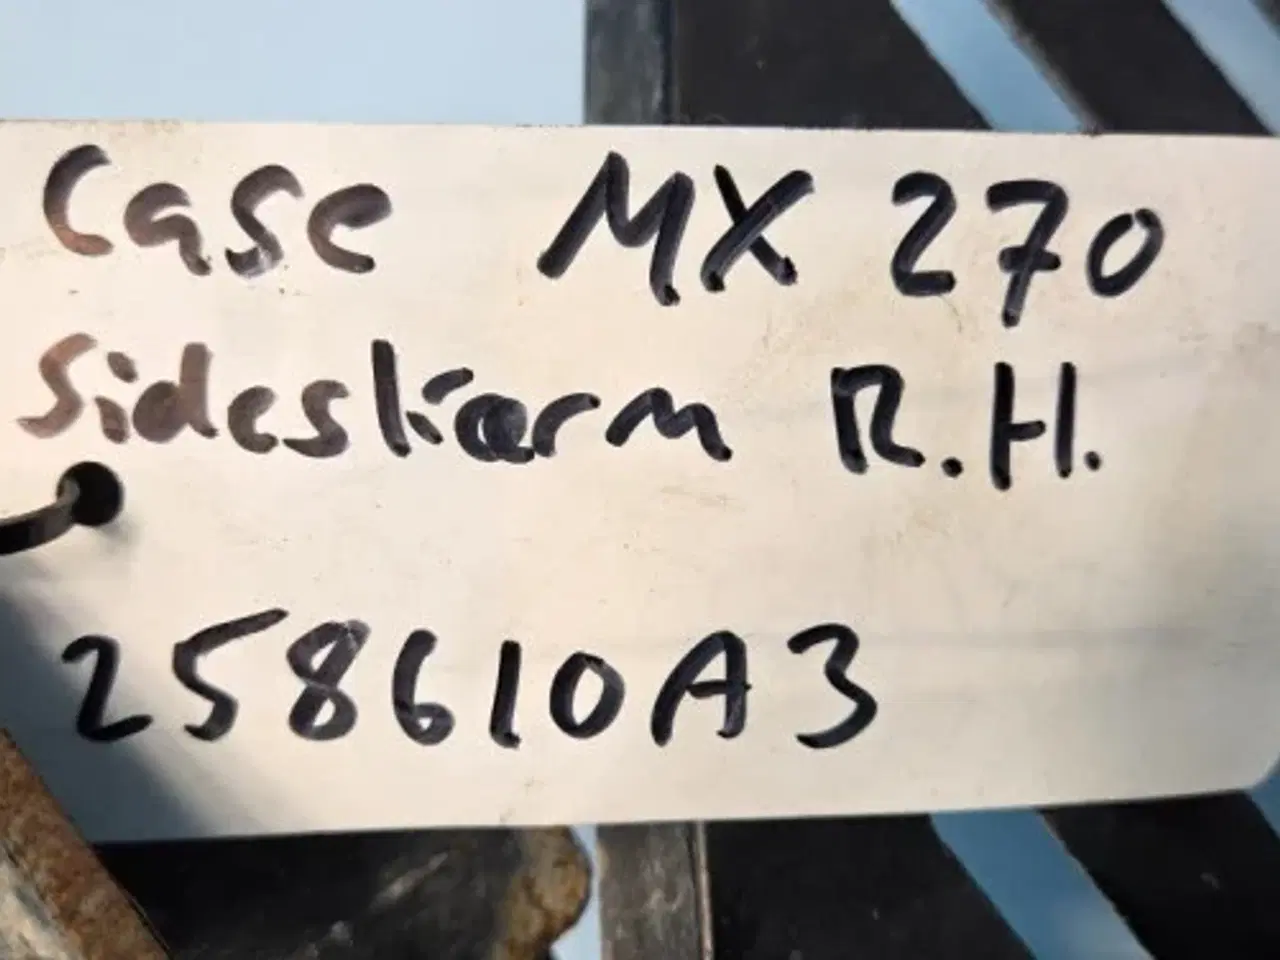 Case MX 270
Sideskærm R.H.
258610A3